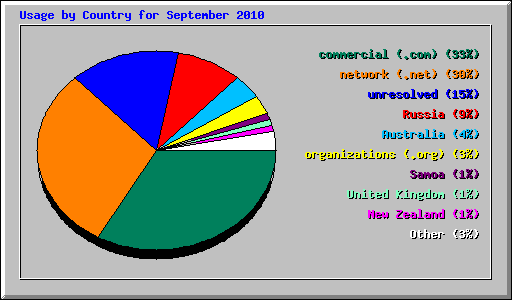 Usage by Country for September 2010
commercial (.com) (33%)
network (.net) (30%)
unresolved (15%)
Russia (9%)
Australia (4%)
organizations (.org) (3%)
Samoa (1%)
United Kingdom (1%)
New Zealand (1%)
Other (3%)